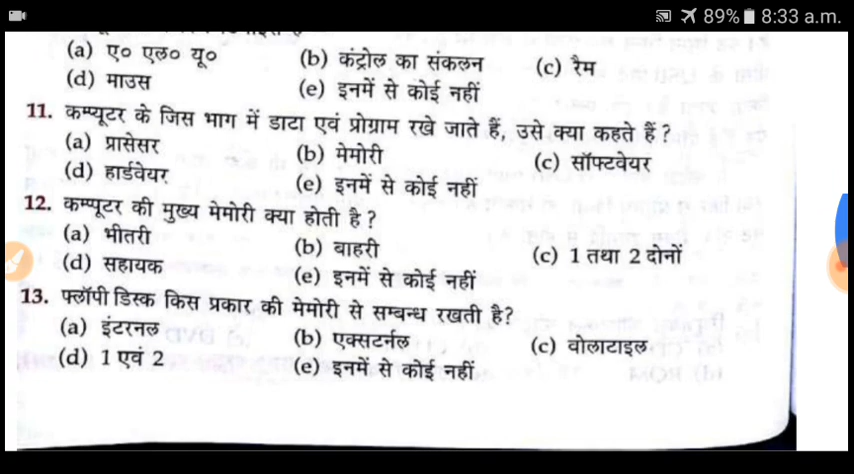 89% 8:33 a.m.
(a) ए० एल० यू० (b) कंट्रोल का संकलन (c) रैम
(d) माउस (e) इनमें से कोई नहीं
11. कम्प्यूटर के जिस भाग में डाटा एवं प्रोग्राम रखे जाते हैं, उसे क्या कहते हैं ?
(a) प्रासेसर (b) मेमोरी (c) सॉफ्टवेयर
(d) हार्डवेयर (e) इनमें से कोई नहीं
12. कम्प्यूटर की मुख्य मेमोरी क्या होती है ?
(a) भीतरी (b) बाहरी (c) 1 तथा 2 दोनों
(d) सहायक (e) इनमें से कोई नहीं
13. फ्लॉपी डिस्क किस प्रकार की मेमोरी से सम्बन्ध रखती है?
(a) इंटरनल (b) एक्सटर्नल (c) वोलाटाइल
(d) 1 एवं 2 (e) इनमें से कोई नहीं